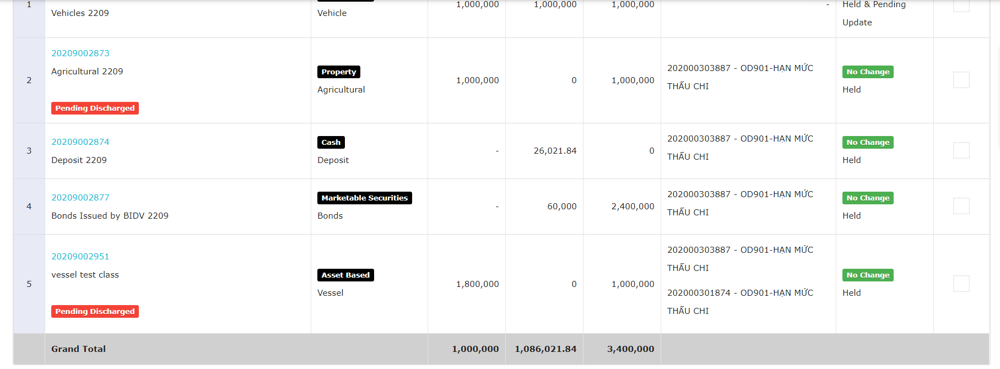 1
Vehicles 2209
Vehicle
1,000,000
1,000,000
1,000,000
-
Held & Pending
Update
2
20209002873
Agricultural 2209
Pending Discharged
Property
Agricultural
1,000,000
0
1,000,000
202000303887 - OD901-HẠN MỨC
THẤU CHI
No Change
Held
3
20209002874
Deposit 2209
Cash
Deposit
-
26,021.84
0
202000303887 - OD901-HẠN MỨC
THẤU CHI
No Change
Held
4
20209002877
Bonds Issued by BIDV 2209
Marketable Securities
Bonds
-
60,000
2,400,000
202000303887 - OD901-HẠN MỨC
THẤU CHI
No Change
Held
5
20209002951
vessel test class
Pending Discharged
Asset Based
Vessel
1,800,000
0
1,000,000
202000303887 - OD901-HẠN MỨC
THẤU CHI
202000301874 - OD901-HẠN MỨC
THẤU CHI
No Change
Held
Grand Total
1,000,000
1,086,021.84
3,400,000